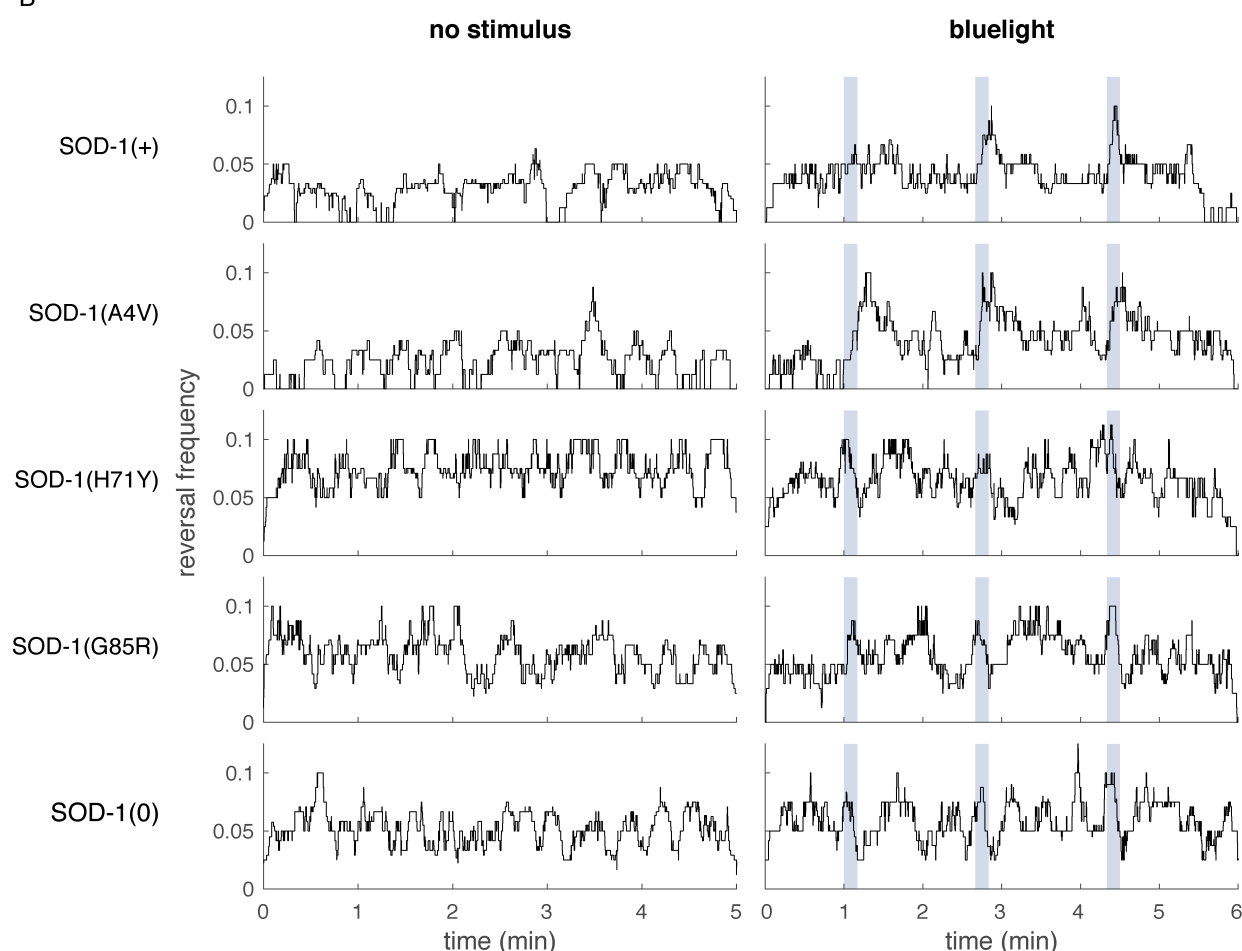 B
no stimulus bluelight
SOD-1(+)
0.1
0.05
0
SOD-1(A4V)
0.1
0.05
0
SOD-1(H71Y)
0.1
0.05
0
SOD-1(G85R)
0.1
0.05
0
SOD-1(0)
0.1
0.05
0
reversal frequency
0 1 2 3 4 5 0 1 2 3 4 5 6
time (min) time (min)